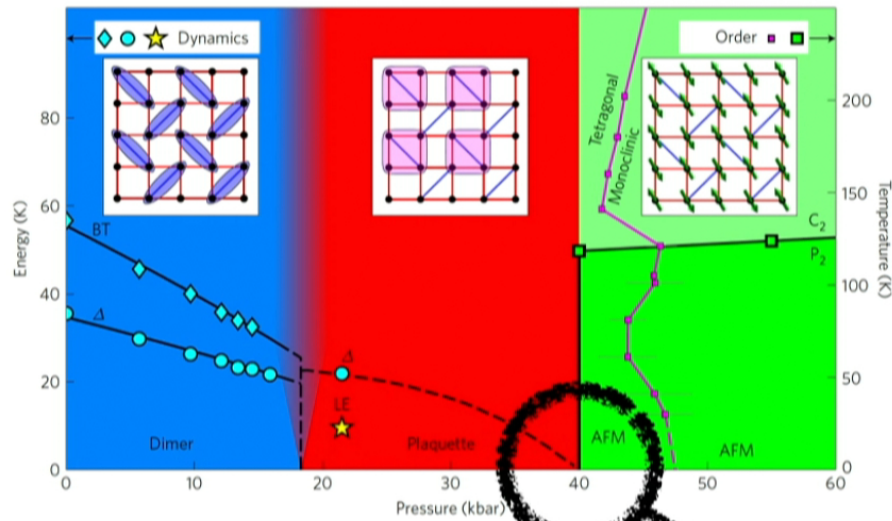 Dynamics
Order
Tetragonal
Monoclinic
80
60
40
20
0
Energy (K)
200
150
100
50
0
Temperature (K)
BT
Δ
Δ
C2
P2
Dimer
Plaquette
AFM
AFM
0
10
20
30
40
50
60
Pressure (kbar)